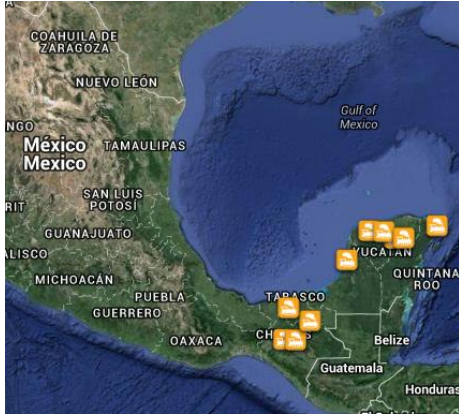 COAHUILA DE
ZARAGOZA
NUEVO LEÓN
Gulf of
Mexico
NGO
México
Mexico
TAMAULIPAS
SAN LUIS
POTOSÍ
RIT
GUANAJUATO
ALISCO
YUCATÁN
QUINTANA
ROO
MICHOACÁN
PUEBLA
TABASCO
GUERRERO
OAXACA
CH
S
Belize
Guatemala
Honduras